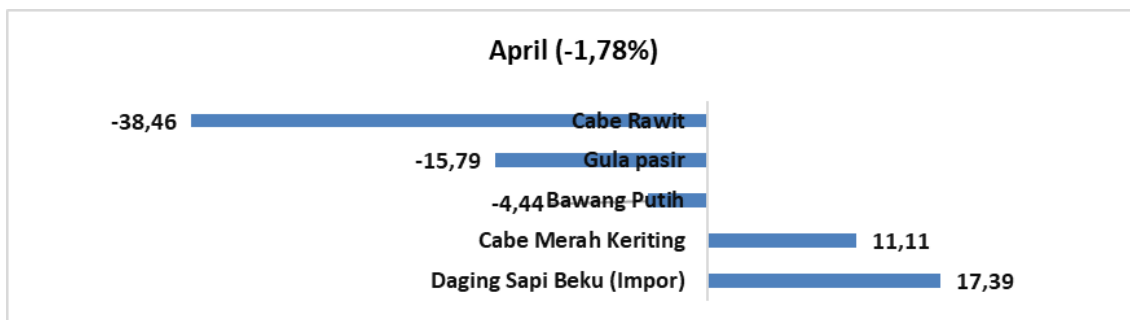 April (-1,78%)
-38,46 Cabe Rawit
-15,79 Gula pasir
-4,44 Bawang Putih
Cabe Merah Keriting 11,11
Daging Sapi Beku (Impor) 17,39